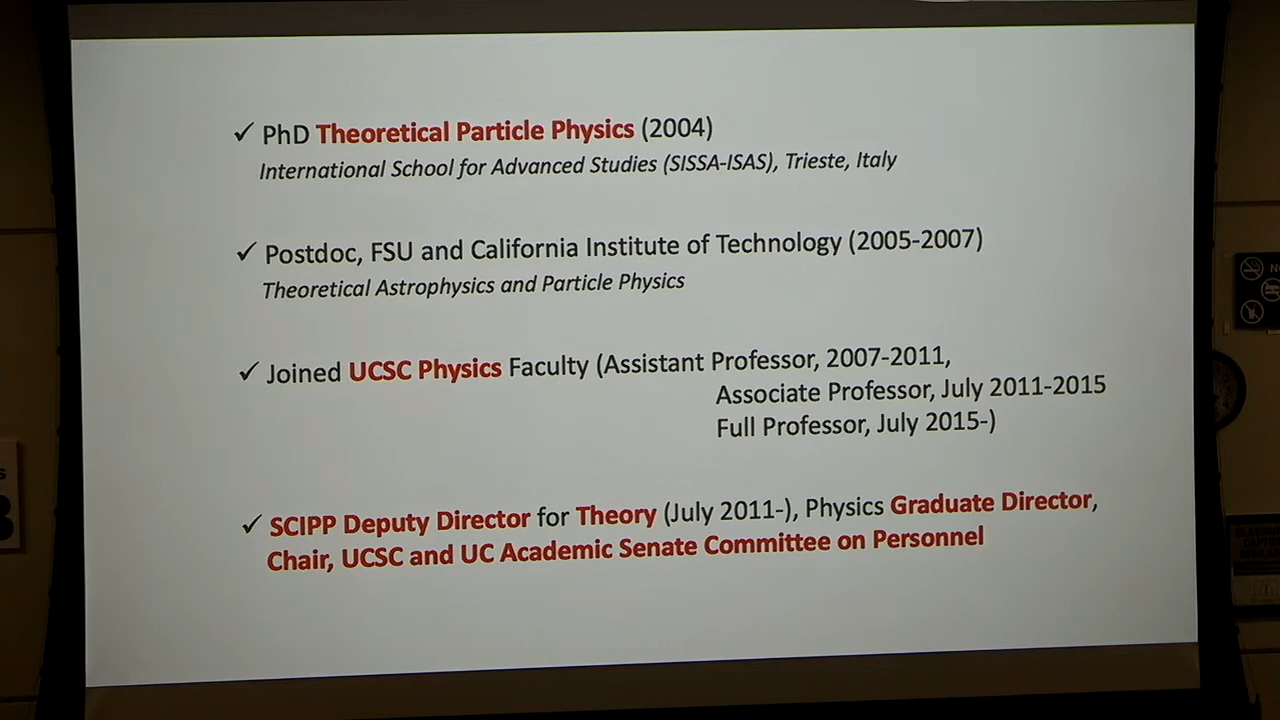 ✓ PhD Theoretical Particle Physics (2004)
International School for Advanced Studies (SISSA-ISAS), Trieste, Italy
✓ Postdoc, FSU and California Institute of Technology (2005-2007)
Theoretical Astrophysics and Particle Physics
✓ Joined UCSC Physics Faculty (Assistant Professor, 2007-2011,
Associate Professor, July 2011-2015
Full Professor, July 2015-)
✓ SCIPP Deputy Director for Theory (July 2011-), Physics Graduate Director,
Chair, UCSC and UC Academic Senate Committee on Personnel